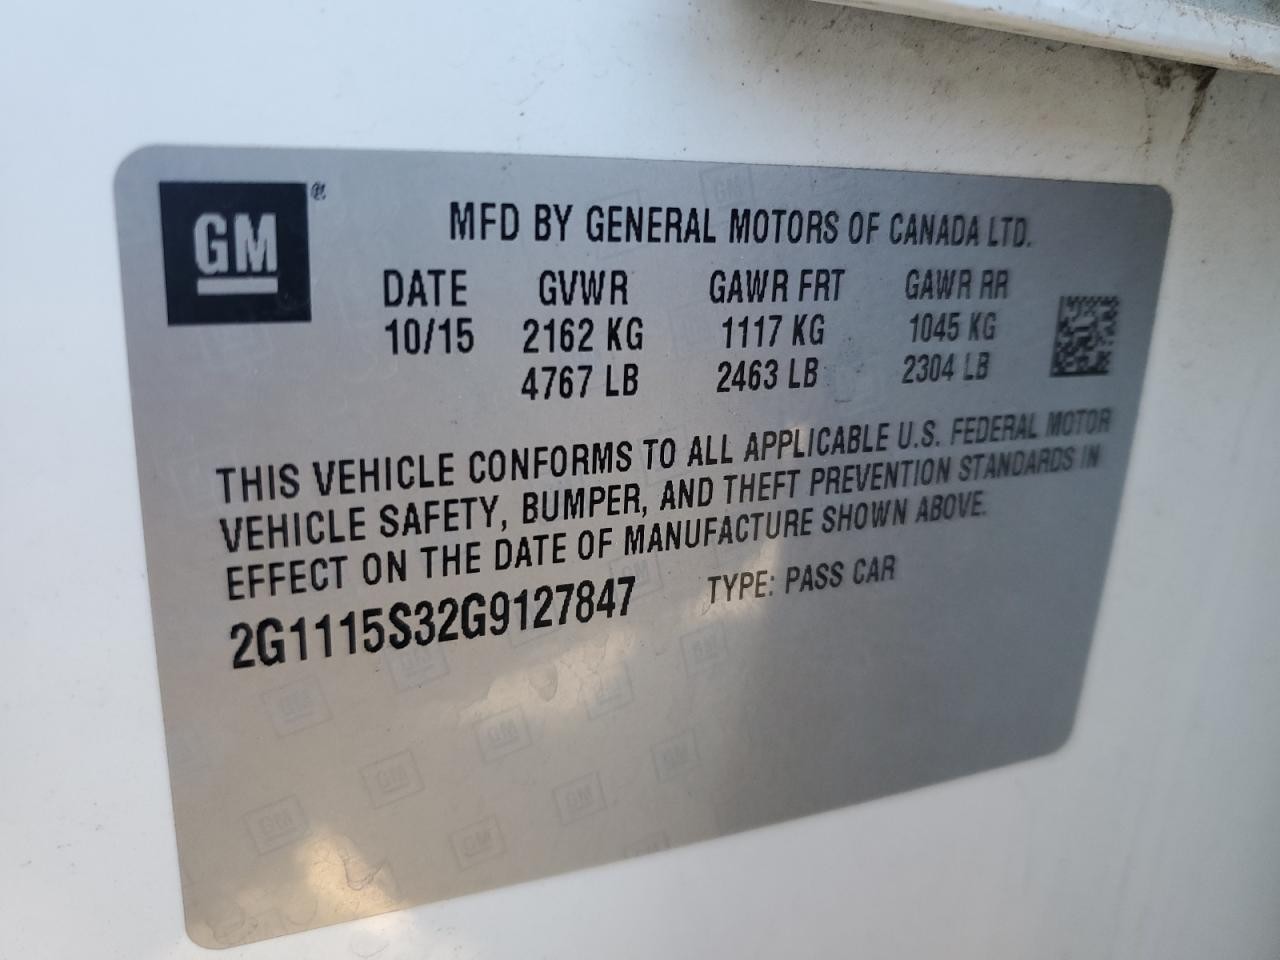 GM®
MFD BY GENERAL MOTORS OF CANADA LTD.
DATE GVWR GAWR FRT GAWR RR
10/15 2162 KG 1117 KG 1045 KG
4767 LB 2463 LB 2304 LB
THIS VEHICLE CONFORMS TO ALL APPLICABLE U.S. FEDERAL MOTOR
VEHICLE SAFETY, BUMPER, AND THEFT PREVENTION STANDARDS IN
EFFECT ON THE DATE OF MANUFACTURE SHOWN ABOVE.
2G1115S32G9127847 TYPE: PASS CAR